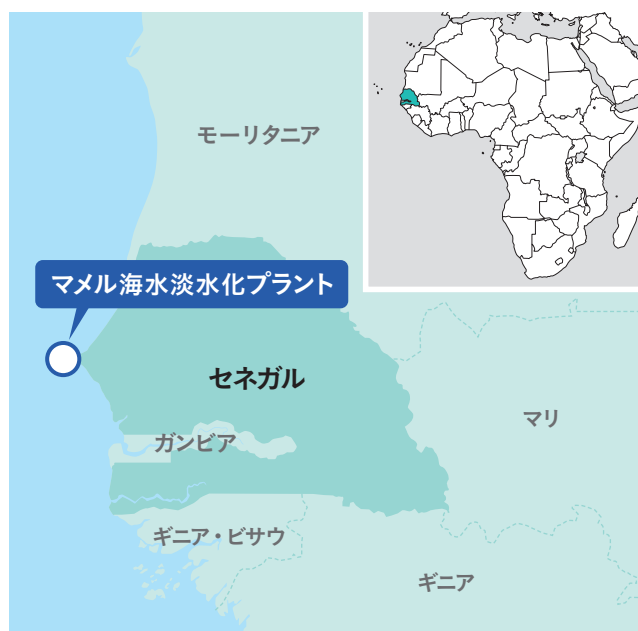 モーリタニア
マメル海水淡水化プラント
セネガル
マリ
ガンビア
ギニア・ビサウ
ギニア